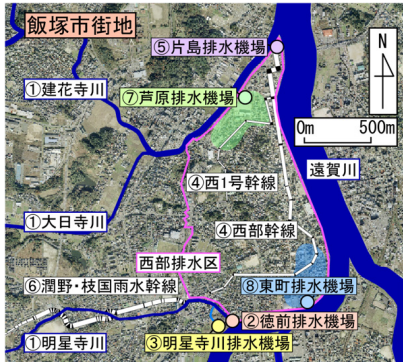 飯塚市街地
⑤片島排水機場
N
①建花寺川
⑦芦原排水機場
0m 500m
遠賀川
④西1号幹線
①大日寺川
④西部幹線
西部排水区
⑥潤野・枝国雨水幹線
⑧東町排水機場
②徳前排水機場
①明星寺川
③明星寺川排水機場